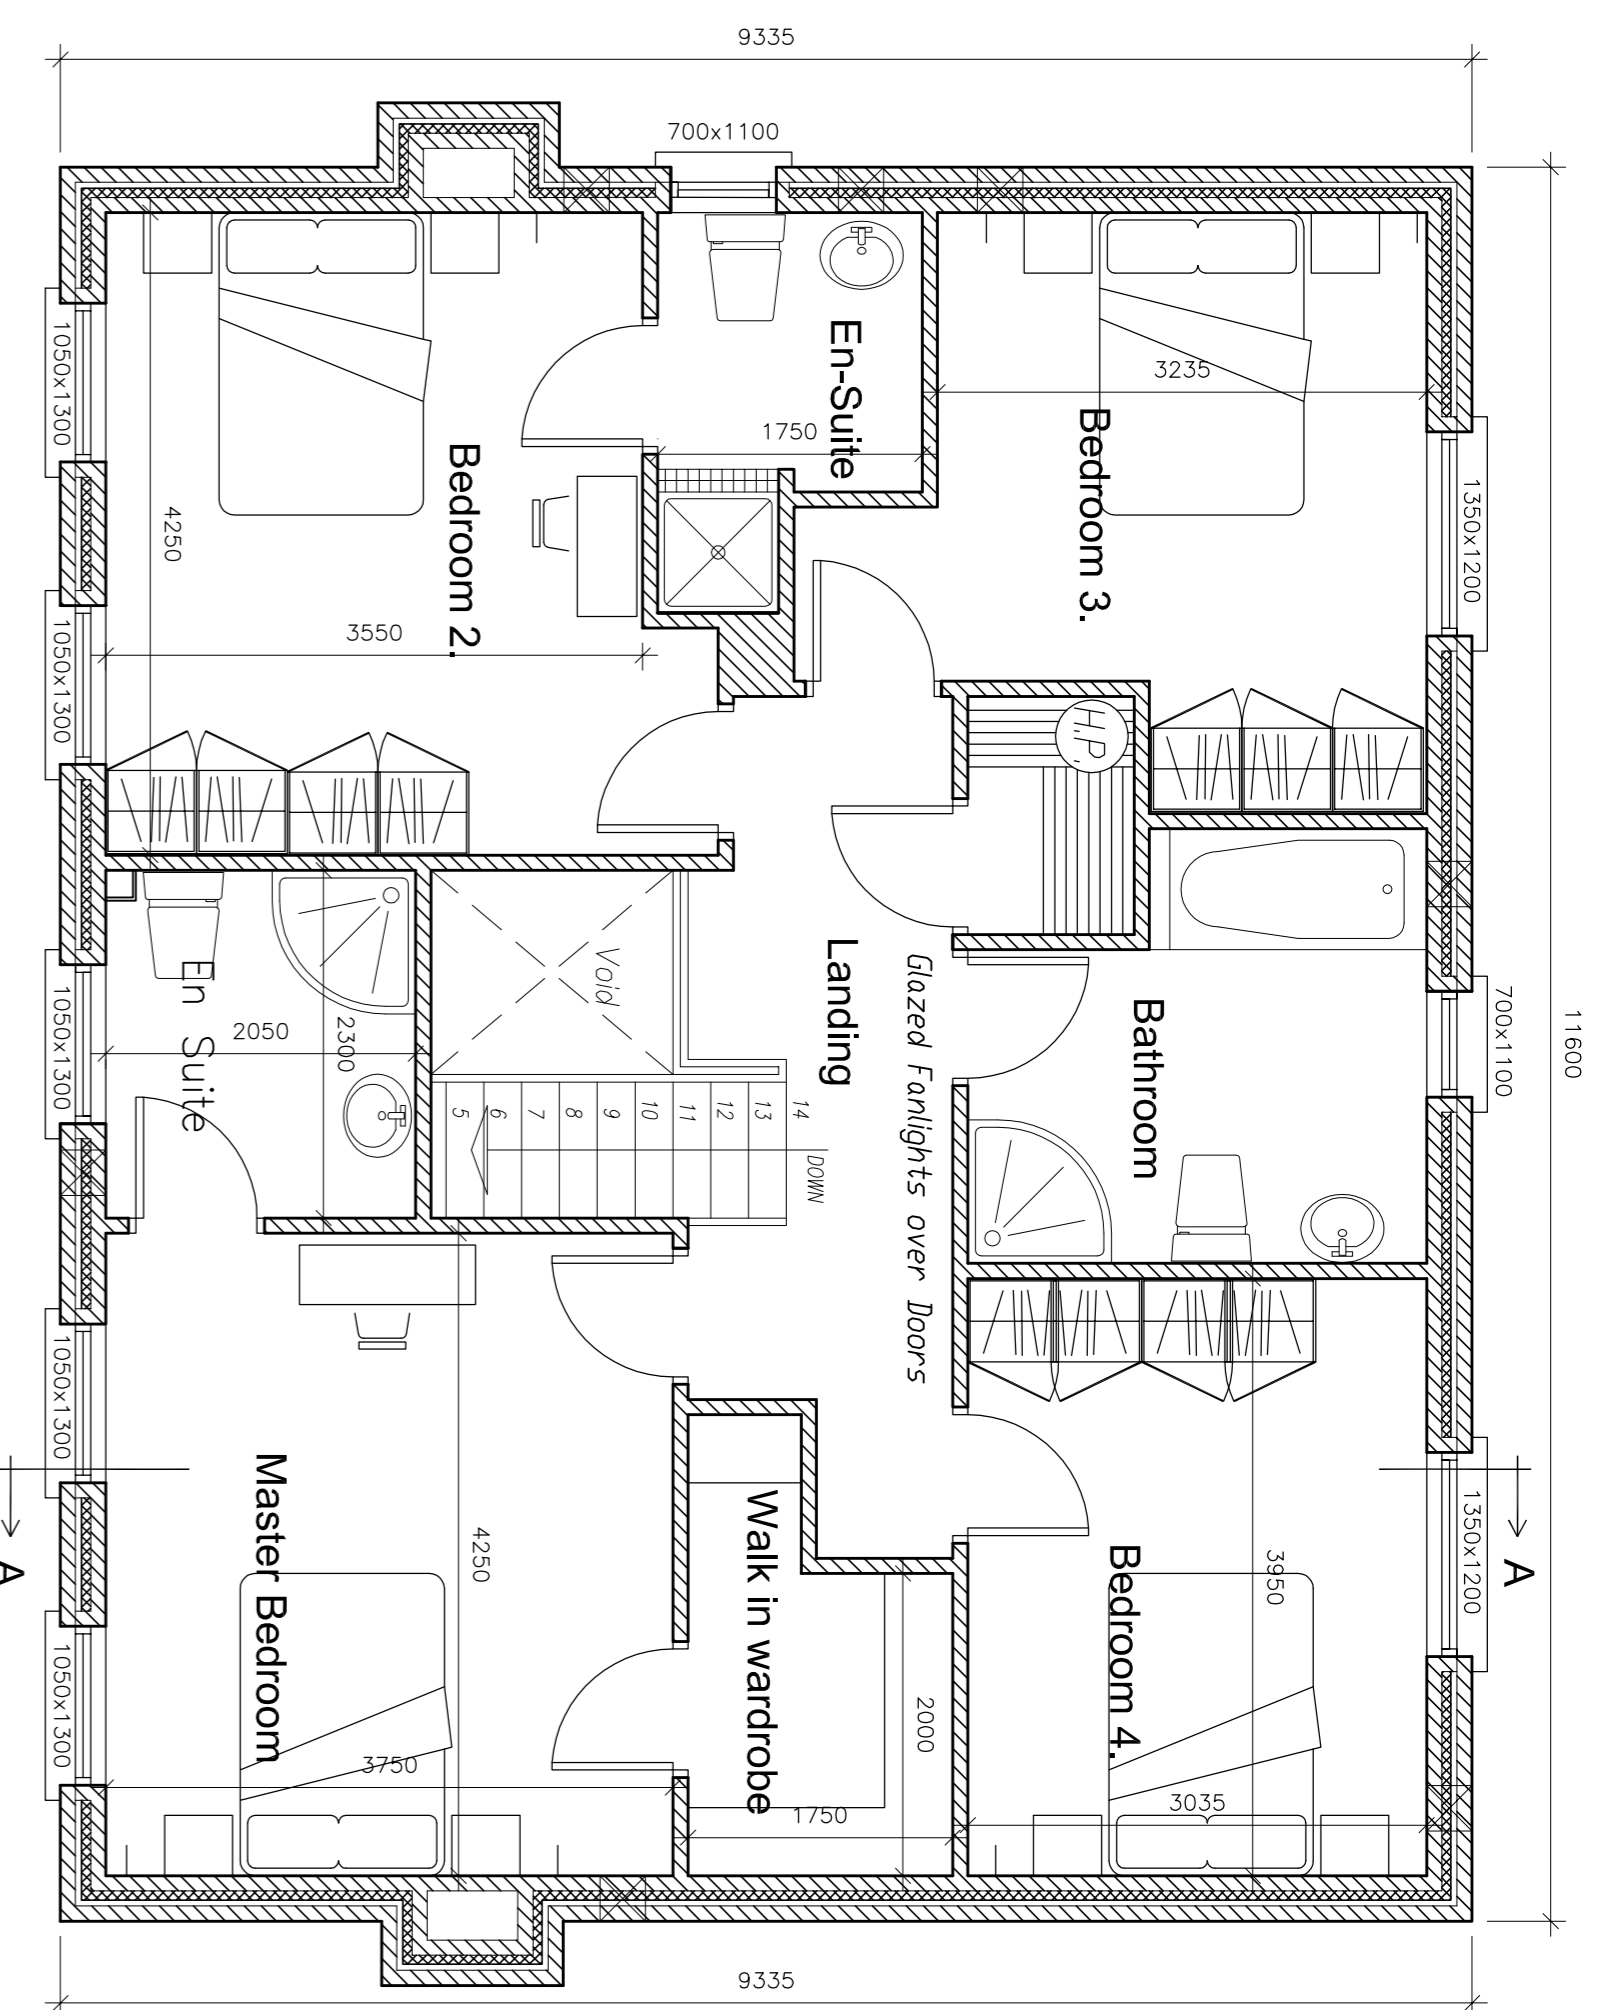 9335
700x1100
11600
1050x1300
1050x1300
1050x1300
1050x1300
1050x1300
1350x1200
700x1100
1350x1200
En-Suite
1750
Bedroom 3.
3235
Bedroom 2.
4250
3550
H.P.
Bathroom
Landing
Glazed Fanlights over Doors
Void
En Suite
2050
2300
5
6
7
8
9
10
11
12
13
14
DOWN
Master Bedroom
4250
3750
Walk in wardrobe
2000
1750
Bedroom 4.
3950
3035
A
A
9335